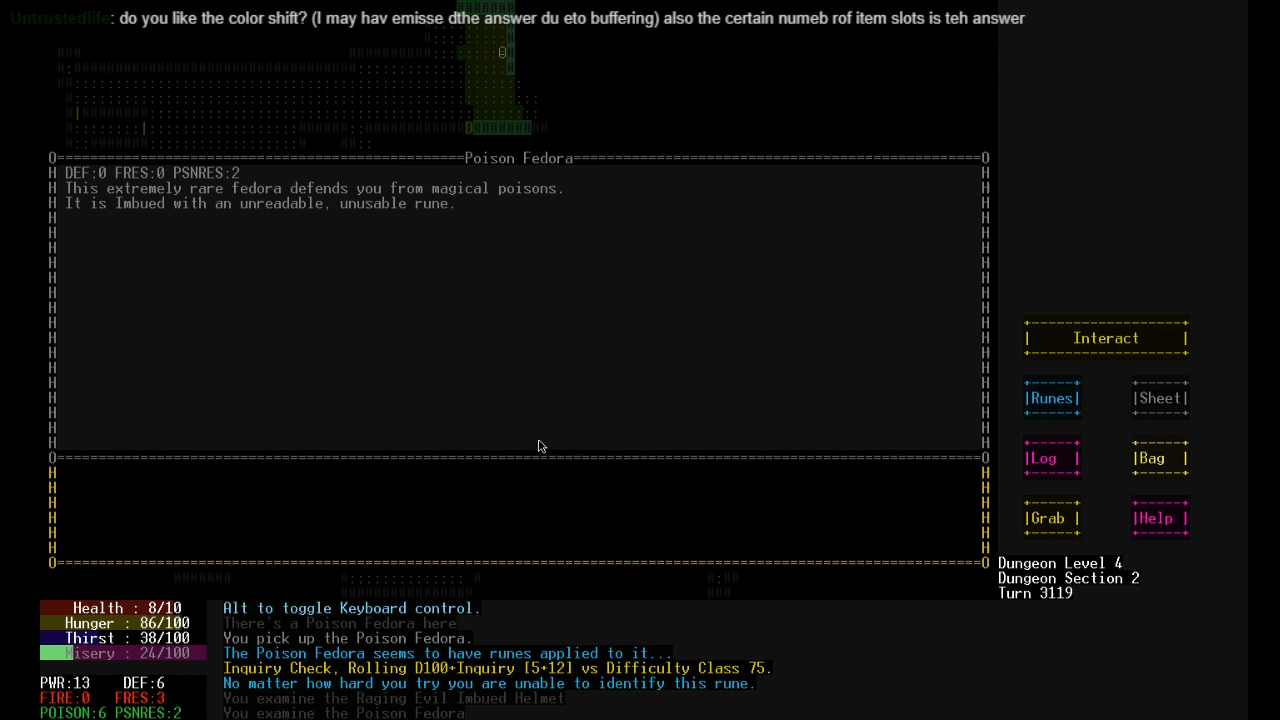 Untrustedlife: do you like the color shift? (I may hav emisse dthe answer du eto buffering) also the certain numeb rof item slots is teh answer
Poison Fedora
DEF:0 FRES:0 PSNRES:2
This extremely rare fedora defends you from magical poisons.
It is Imbued with an unreadable, unusable rune.
Interact
Runes
Sheet
Log
Bag
Grab
Help
Dungeon Level 4
Dungeon Section 2
Turn 3119
Health : 8/10
Hunger : 86/100
Thirst : 38/100
Misery : 24/100
PWR:13 DEF:6
FIRE:0 FRES:3
POISON:6 PSNRES:2
Alt to toggle Keyboard control.
There's a Poison Fedora here
You pick up the Poison Fedora.
The Poison Fedora seems to have runes applied to it...
Inquiry Check, Rolling D100+Inquiry [5+12] vs Difficulty Class 75.
No matter how hard you try you are unable to identify this rune.
You examine the Raging Evil Imbued Helmet
You examine the Poison Fedora